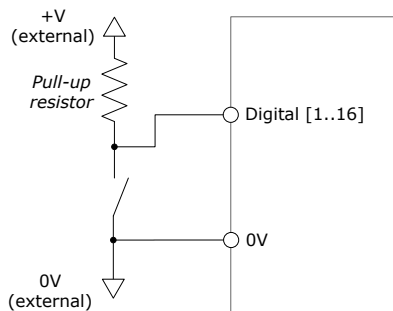 +V
(external)
Pull-up
resistor
Digital [1..16]
0V
0V
(external)